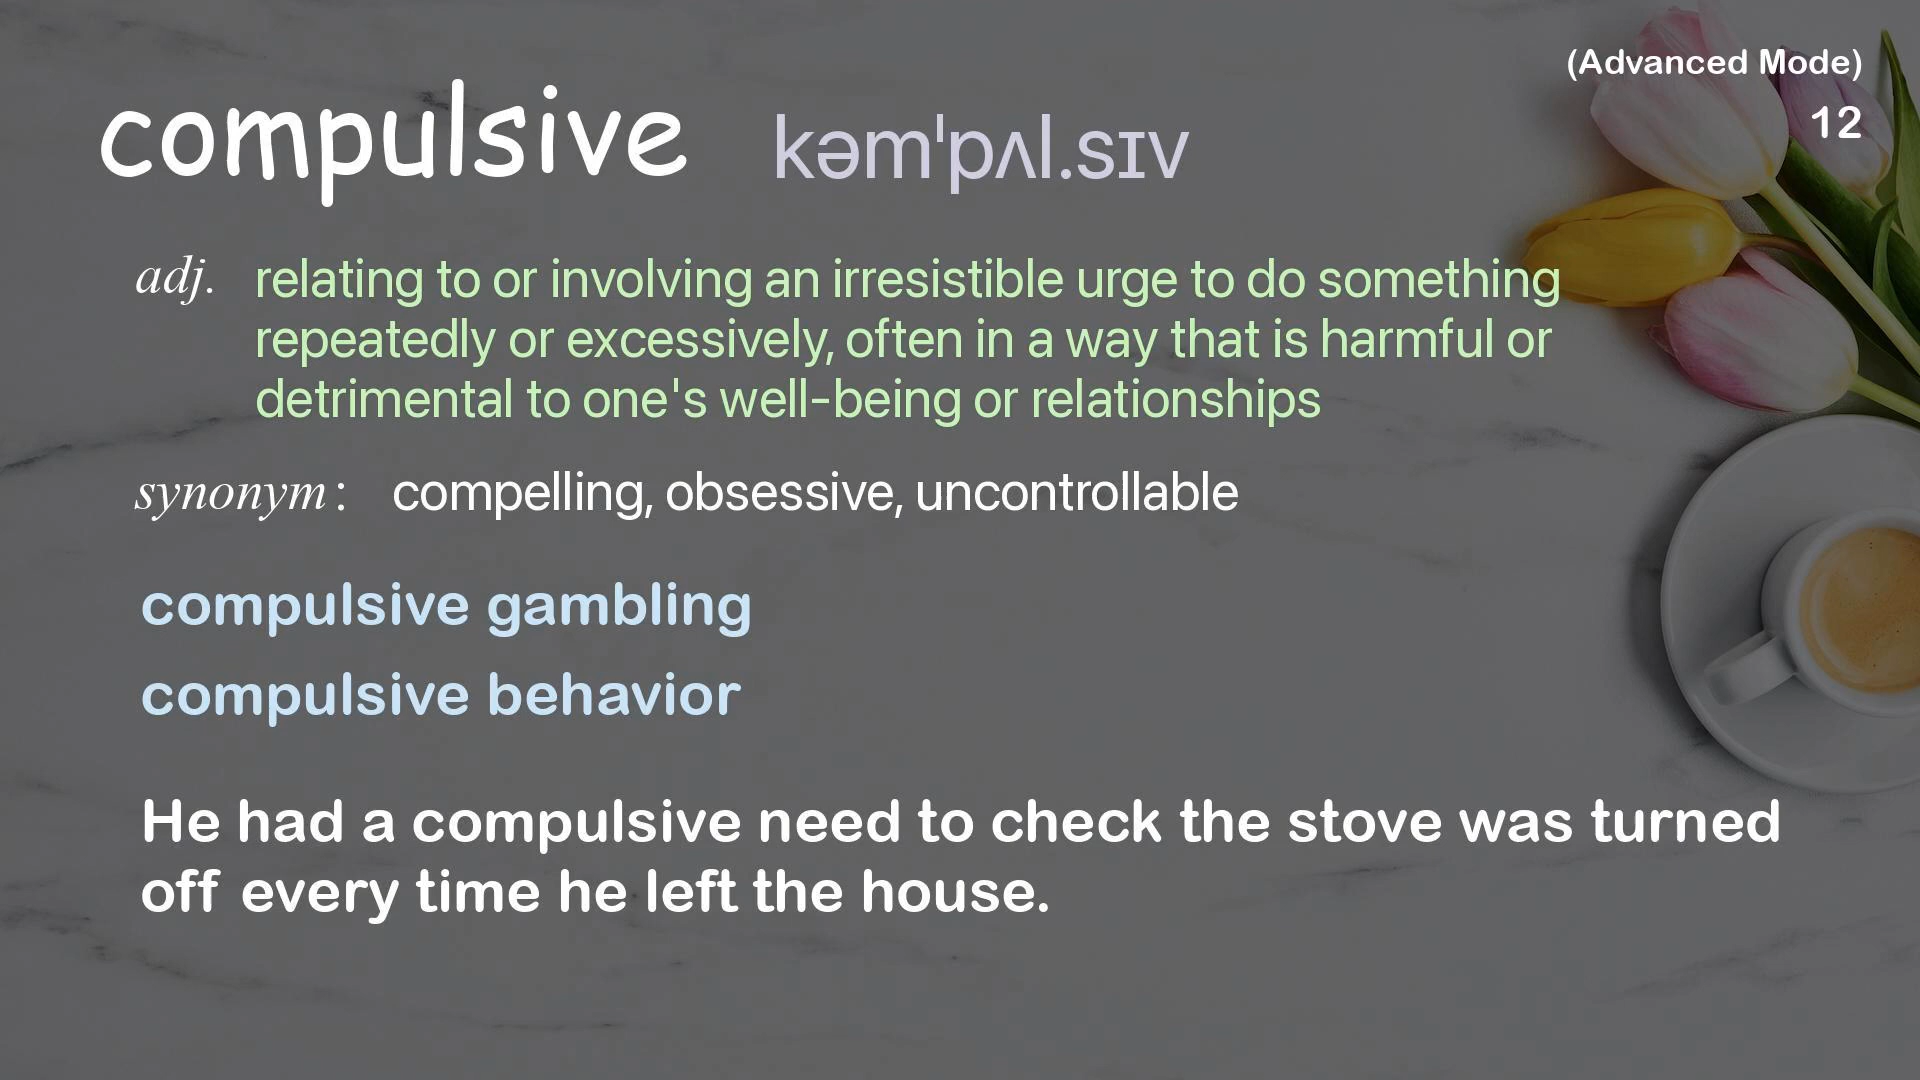 (Advanced Mode)
12
compulsive kəmˈpʌl.sɪv
adj. relating to or involving an irresistible urge to do something
repeatedly or excessively, often in a way that is harmful or
detrimental to one's well-being or relationships
synonym: compelling, obsessive, uncontrollable
compulsive gambling
compulsive behavior
He had a compulsive need to check the stove was turned
off every time he left the house.